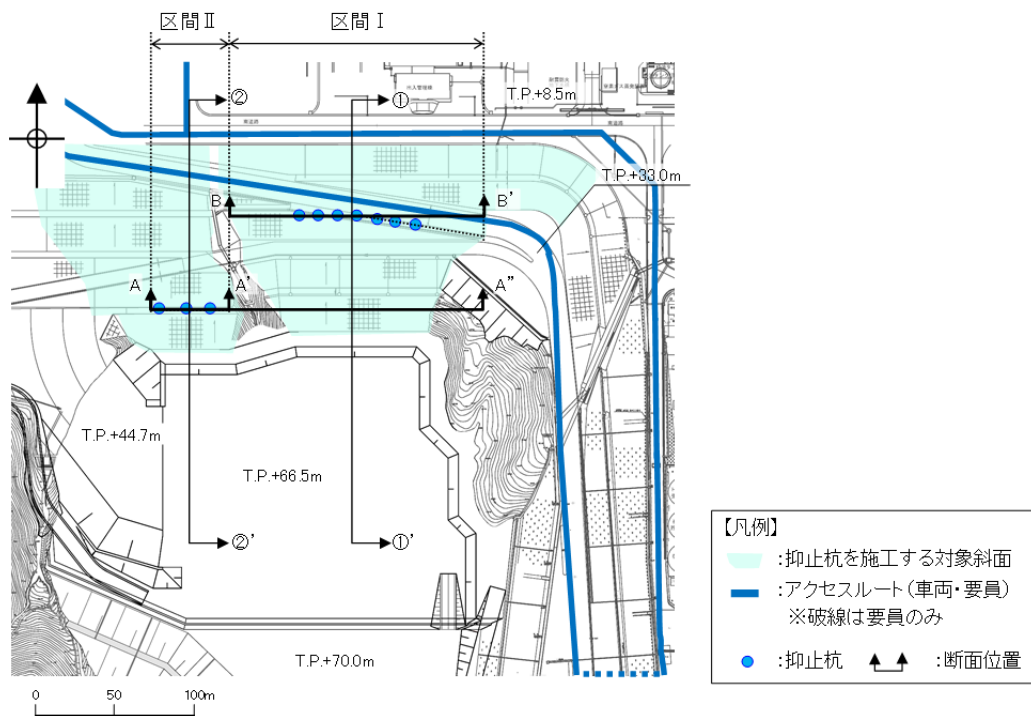 区間Ⅱ
区間Ⅰ
②
①
T.P.+8.5m
T.P.+33.0m
B
B'
A
A'
A"
T.P.+44.7m
T.P.+66.5m
②'
①'
T.P.+70.0m
0 50 100m
【凡例】
:抑止杭を施工する対象斜面
:アクセスルート(車両・要員)
※破線は要員のみ
:抑止杭
:断面位置